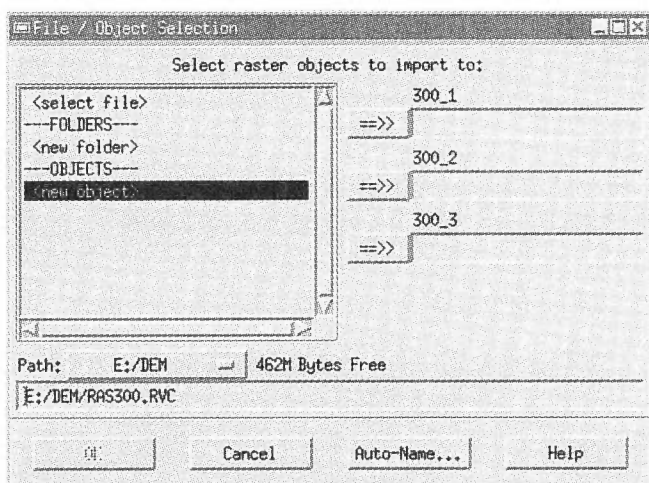 File / Object Selection
Select raster objects to import to:
<select file>
---FOLDERS---
<new folder>
---OBJECTS---
<new object>
300_1
==>>
300_2
==>>
300_3
==>>
Path: E:/DEM 462M Bytes Free
E:/DEM/RAS300.RVC
OK Cancel Auto-Name... Help